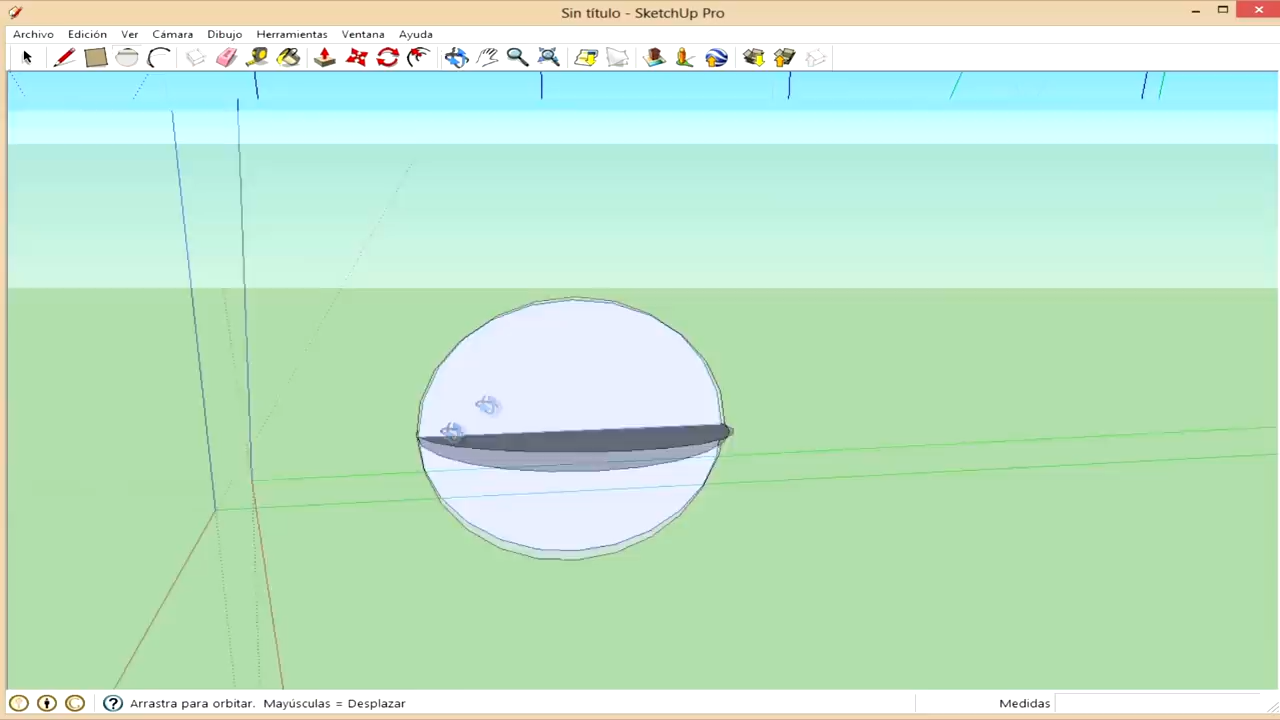 Sin título - SketchUp Pro
Archivo Edición Ver Cámara Dibujo Herramientas Ventana Ayuda
Arrastra para orbitar. Mayúsculas = Desplazar Medidas